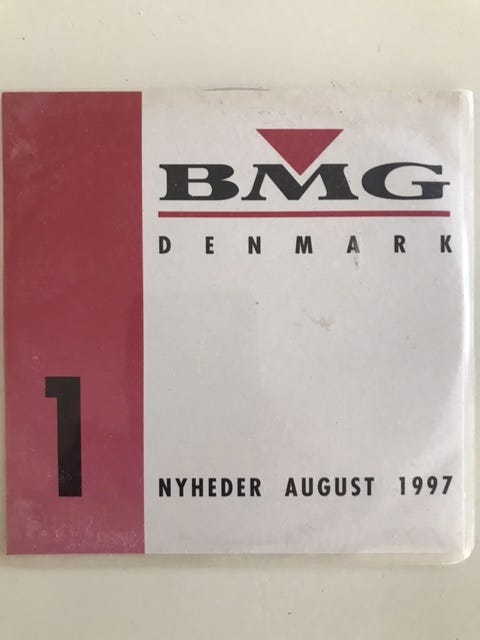 BMG
DENMARK
1
NYHEDER AUGUST 1997